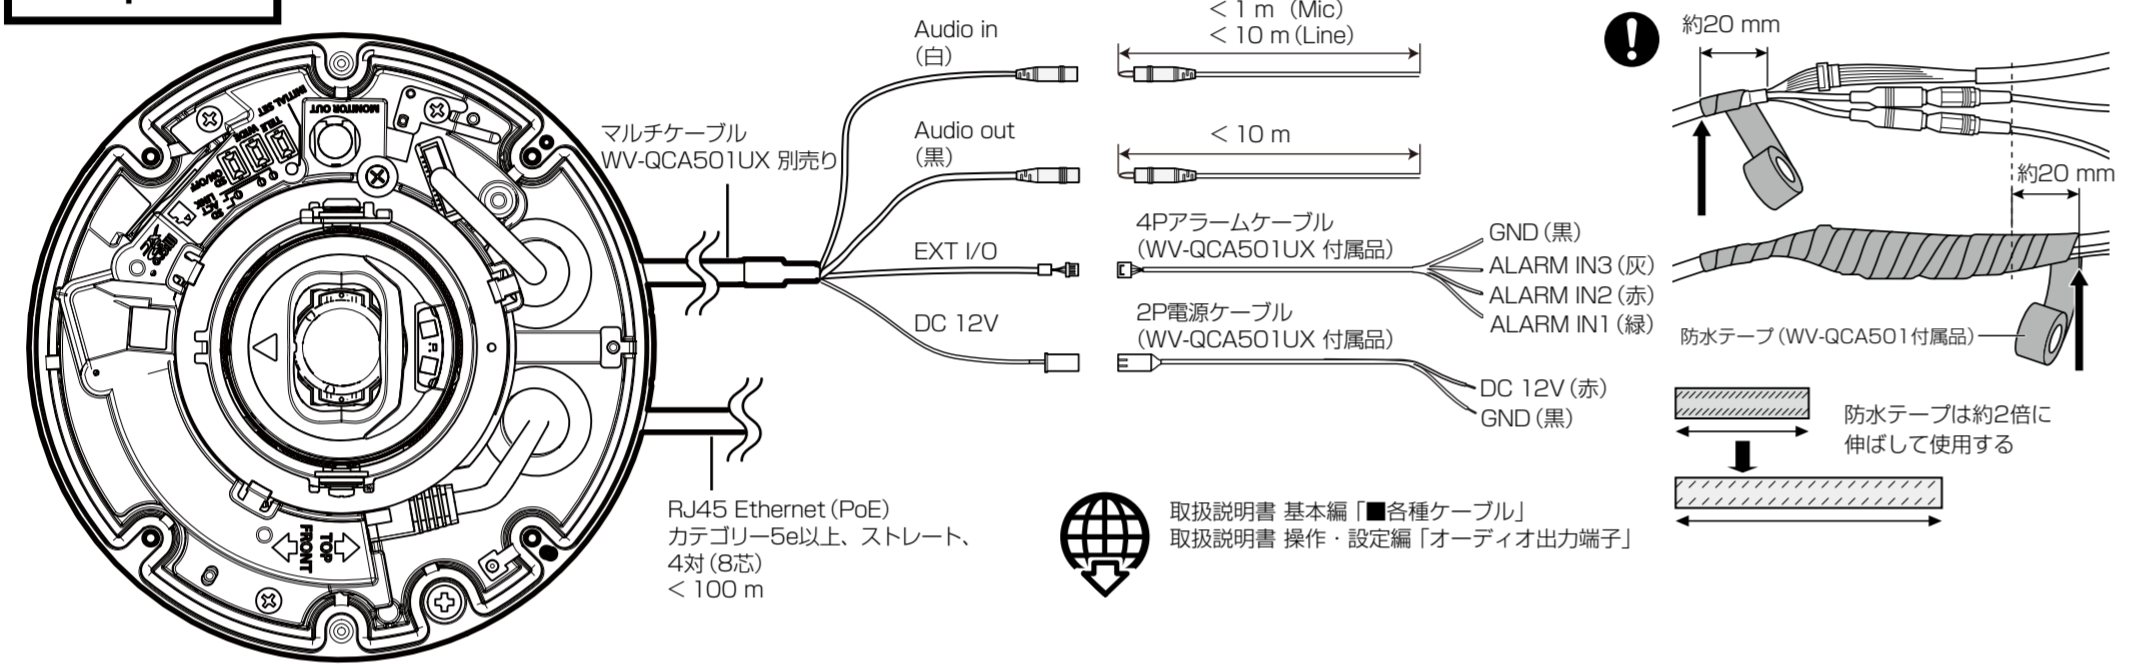 Audio in
(白)
< 1 m (Mic)
< 10 m (Line)
Audio out
(黒)
< 10 m
マルチケーブル
WV-QCA501UX 別売り
EXT I/O
4Pアラームケーブル
(WV-QCA501UX 付属品)
GND (黒)
ALARM IN3 (灰)
ALARM IN2 (赤)
ALARM IN1 (緑)
DC 12V
2P電源ケーブル
(WV-QCA501UX 付属品)
DC 12V (赤)
GND (黒)
RJ45 Ethernet (PoE)
カテゴリー5e以上、ストレート、
4対 (8芯)
< 100 m
取扱説明書 基本編「■各種ケーブル」
取扱説明書 操作・設定編「オーディオ出力端子」
約20 mm
約20 mm
防水テープ (WV-QCA501付属品)
防水テープは約2倍に
伸ばして使用する
MONITOR OUT
INITIAL SET
TELE
WIDE
SD
ON/OFF
LINK
ACT
SD
TOP
FRONT